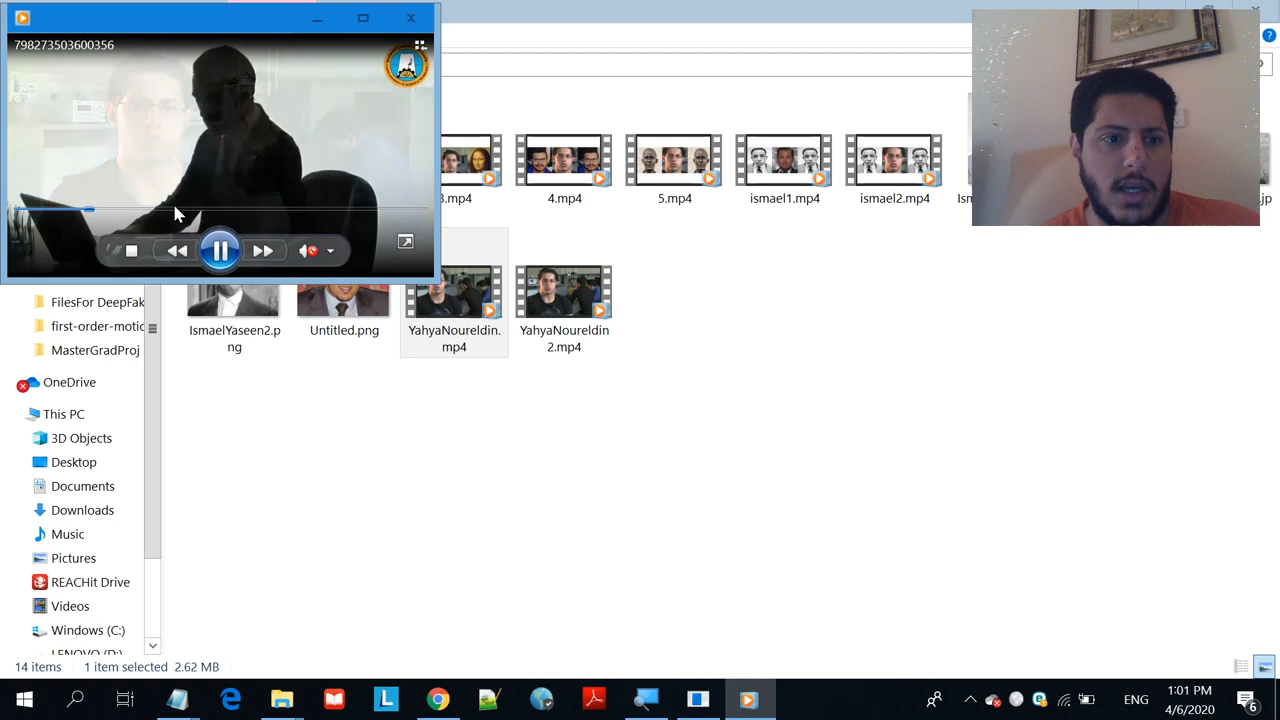 798273503600356
3.mp4
4.mp4
5.mp4
ismael1.mp4
ismael2.mp4
IsmaelYaseen2.p
ng
Untitled.png
YahyaNoureldin.
mp4
YahyaNoureldin
2.mp4
FilesFor DeepFak
first-order-motic
MasterGradProj
OneDrive
This PC
3D Objects
Desktop
Documents
Downloads
Music
Pictures
REACHit Drive
Videos
Windows (C:)
LENOVO (D:)
14 items 1 item selected 2.62 MB
L
ENG
1:01 PM
4/6/2020
6